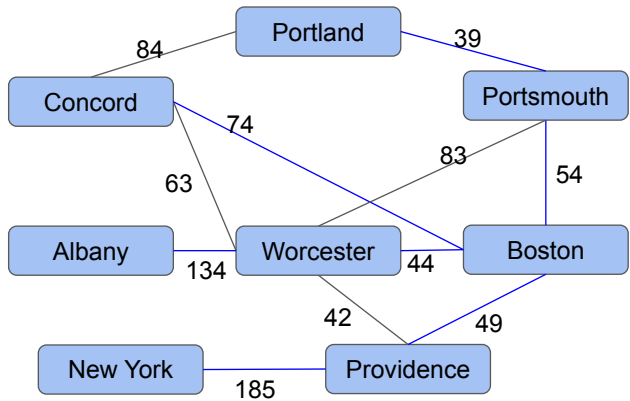 Portland
84
39
Concord
Portsmouth
74
83
63
54
Albany
Worcester
Boston
134
44
42
49
New York
Providence
185